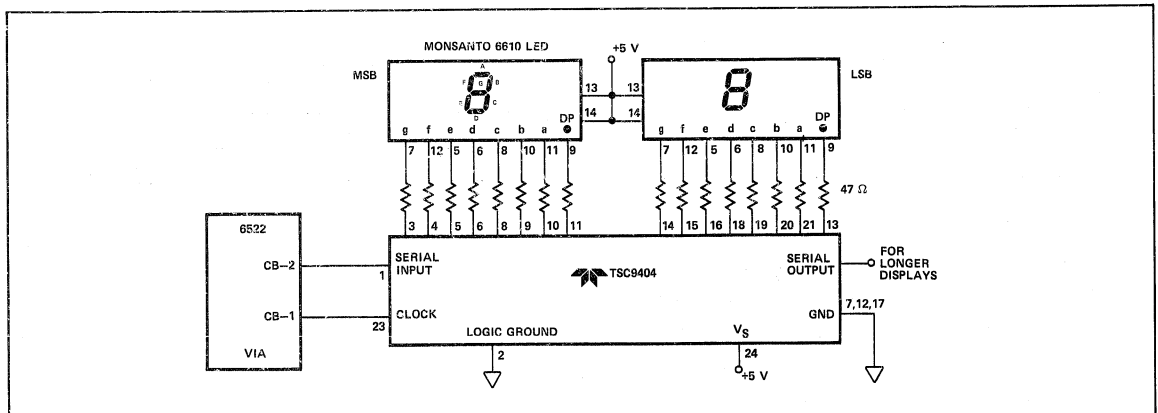 MONSANTO 6610 LED
+5 V
MSB
LSB
A
F G B
E C
D
13 13
14 14
DP
DP
g f e d c b a
g f e d c b a
7 12 5 6 8 10 11 9
7 12 5 6 8 10 11 9
47 Ω
3 4 5 6 8 9 10 11
14 15 16 18 19 20 21 13
6522
CB-2
CB-1
VIA
1
23
SERIAL
INPUT
CLOCK
LOGIC GROUND
2
TSC9404
SERIAL
OUTPUT
FOR
LONGER
DISPLAYS
GND
7,12,17
VS
24
+5 V